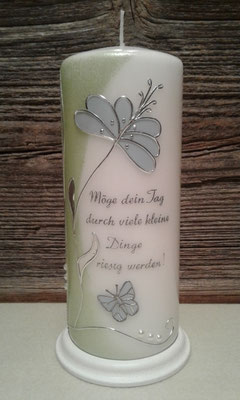 Möge dein Tag
durch viele kleine
Dinge
riesig werden!